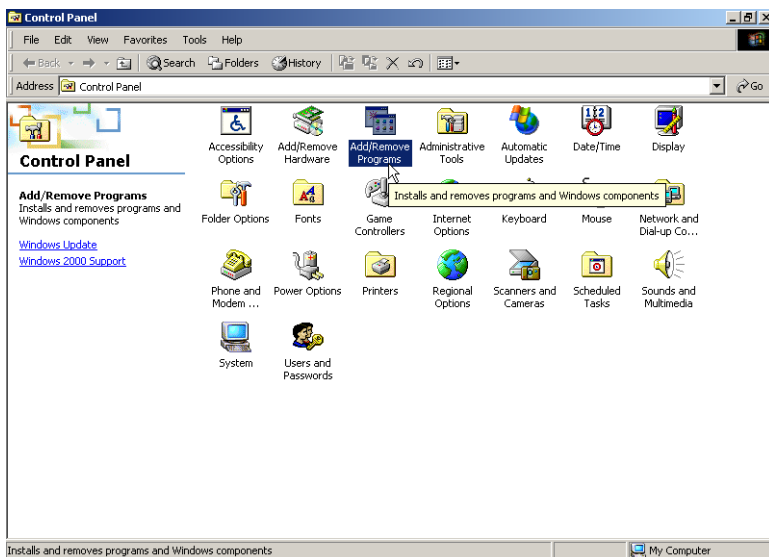 Control Panel
File Edit View Favorites Tools Help
Back Search Folders History
Address Control Panel Go
Control Panel
Add/Remove Programs
Installs and removes programs and
Windows components
Windows Update
Windows 2000 Support
Accessibility Options
Add/Remove Hardware
Add/Remove Programs
Administrative Tools
Automatic Updates
Date/Time
Display
Installs and removes programs and Windows components
Folder Options
Fonts
Game Controllers
Internet Options
Keyboard
Mouse
Network and Dial-up Co...
Phone and Modem ...
Power Options
Printers
Regional Options
Scanners and Cameras
Scheduled Tasks
Sounds and Multimedia
System
Users and Passwords
Installs and removes programs and Windows components
My Computer